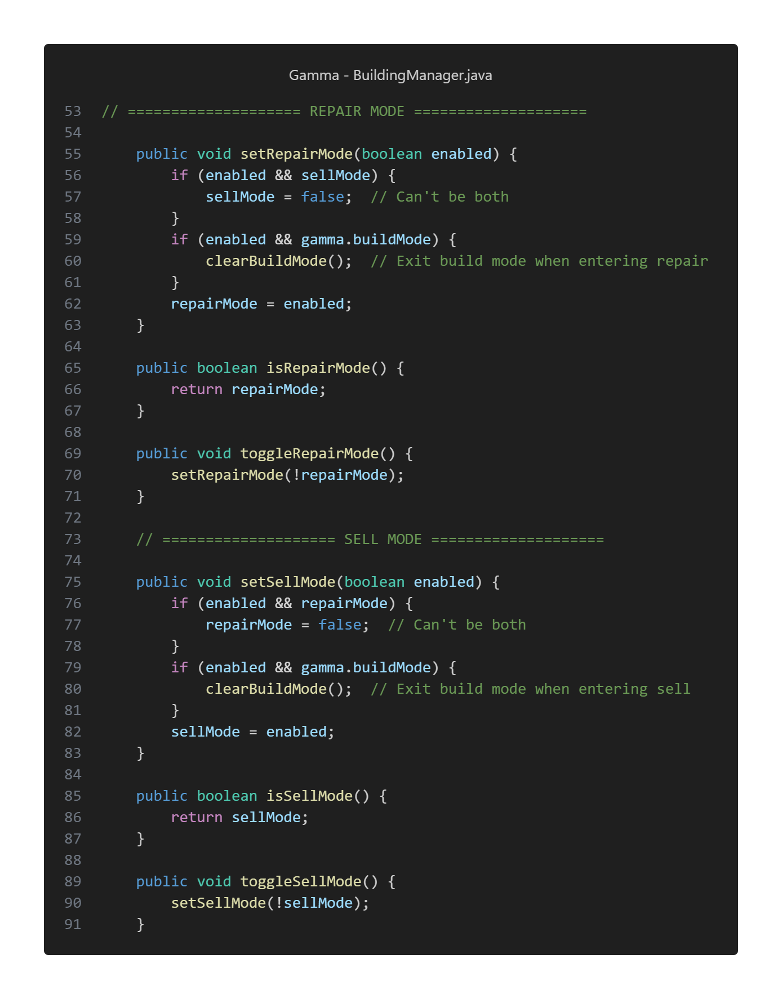 Gamma - BuildingManager.java
53 // ==================== REPAIR MODE ====================
54
55     public void setRepairMode(boolean enabled) {
56         if (enabled && sellMode) {
57             sellMode = false;  // Can't be both
58         }
59         if (enabled && gamma.buildMode) {
60             clearBuildMode();  // Exit build mode when entering repair
61         }
62         repairMode = enabled;
63     }
64
65     public boolean isRepairMode() {
66         return repairMode;
67     }
68
69     public void toggleRepairMode() {
70         setRepairMode(!repairMode);
71     }
72
73     // ==================== SELL MODE ====================
74
75     public void setSellMode(boolean enabled) {
76         if (enabled && repairMode) {
77             repairMode = false;  // Can't be both
78         }
79         if (enabled && gamma.buildMode) {
80             clearBuildMode();  // Exit build mode when entering sell
81         }
82         sellMode = enabled;
83     }
84
85     public boolean isSellMode() {
86         return sellMode;
87     }
88
89     public void toggleSellMode() {
90         setSellMode(!sellMode);
91     }